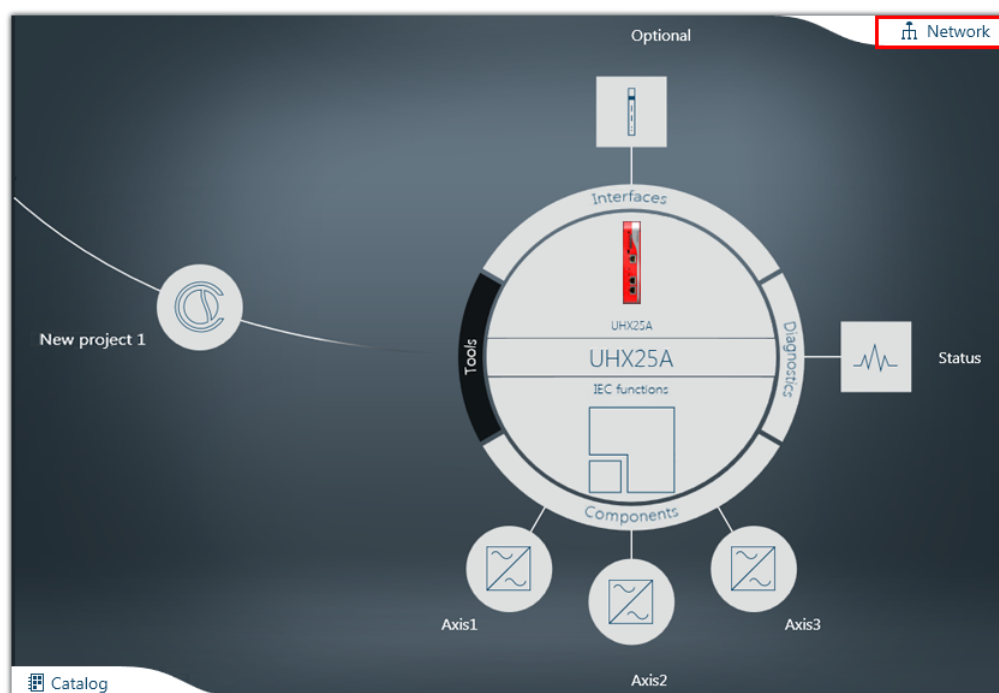 Optional
Network
Interfaces
UHX25A
New project 1
Tools
UHX25A
Diagnostics
Status
IEC functions
Components
Axis1
Axis2
Axis3
Catalog